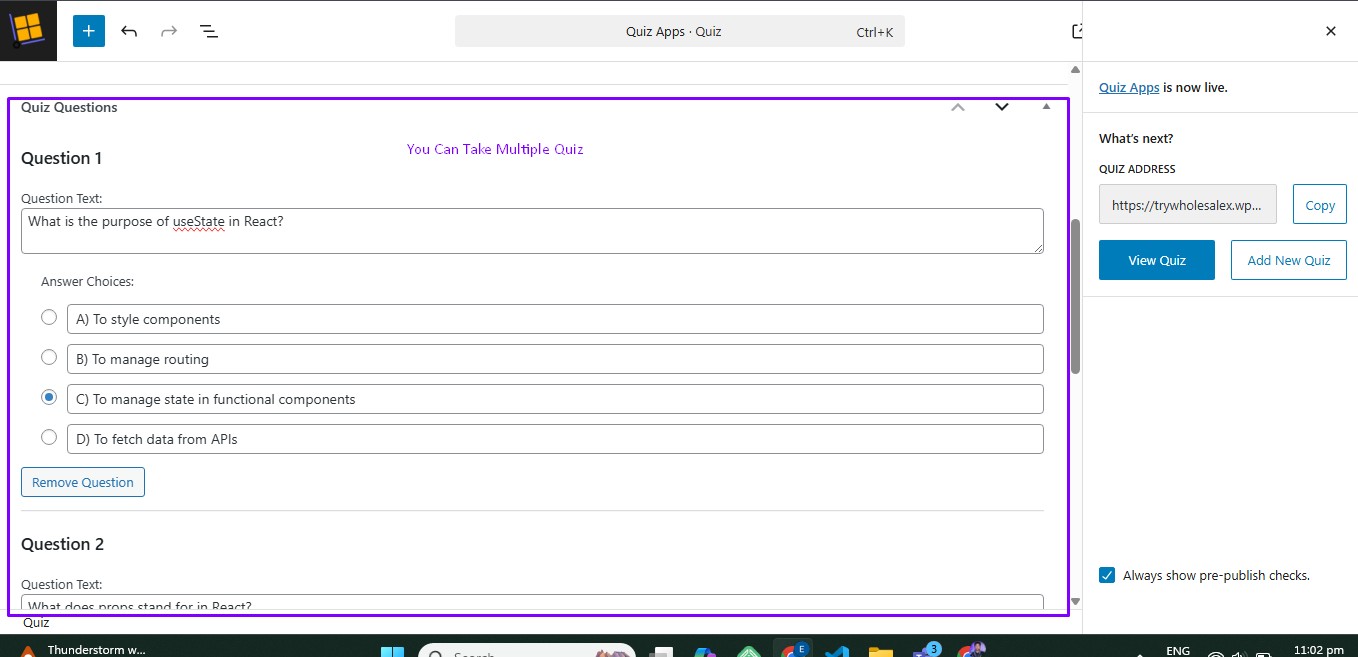 Quiz Apps · Quiz
Ctrl+K
Quiz Questions
You Can Take Multiple Quiz
Question 1
Question Text:
What is the purpose of useState in React?
Answer Choices:
A) To style components
B) To manage routing
C) To manage state in functional components
D) To fetch data from APIs
Remove Question
Question 2
Question Text:
What does props stand for in React?
Quiz
Quiz Apps is now live.
What's next?
QUIZ ADDRESS
https://trywholesalex.wp...
Copy
View Quiz
Add New Quiz
Always show pre-publish checks.
Thunderstorm w...
Search
E
3
ENG
11:02 pm